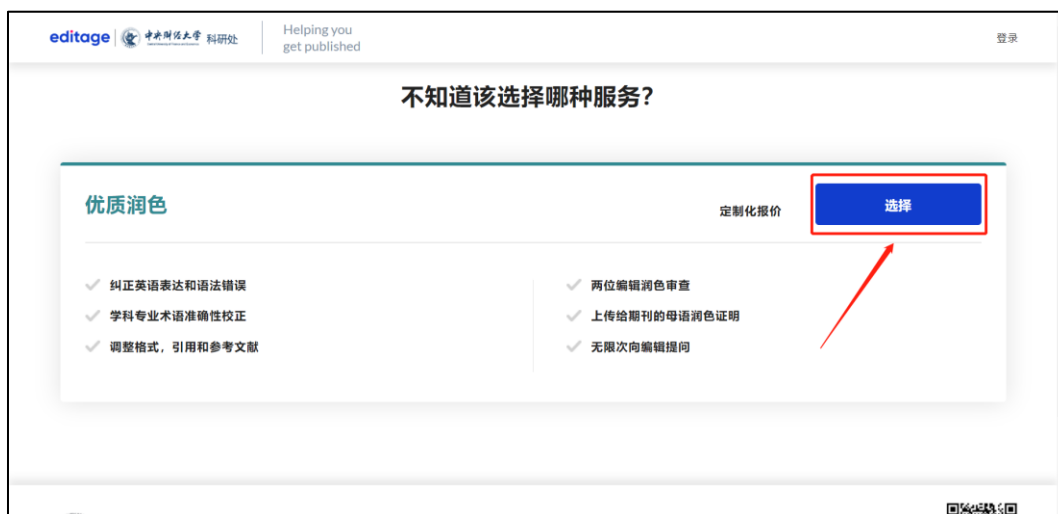 editage 中央财经大学 科研处
Helping you
get published
登录
不知道该选择哪种服务?
优质润色
定制化报价
选择
纠正英语表达和语法错误
学科专业术语准确性校正
调整格式，引用和参考文献
两位编辑润色审查
上传给期刊的母语润色证明
无限次向编辑提问